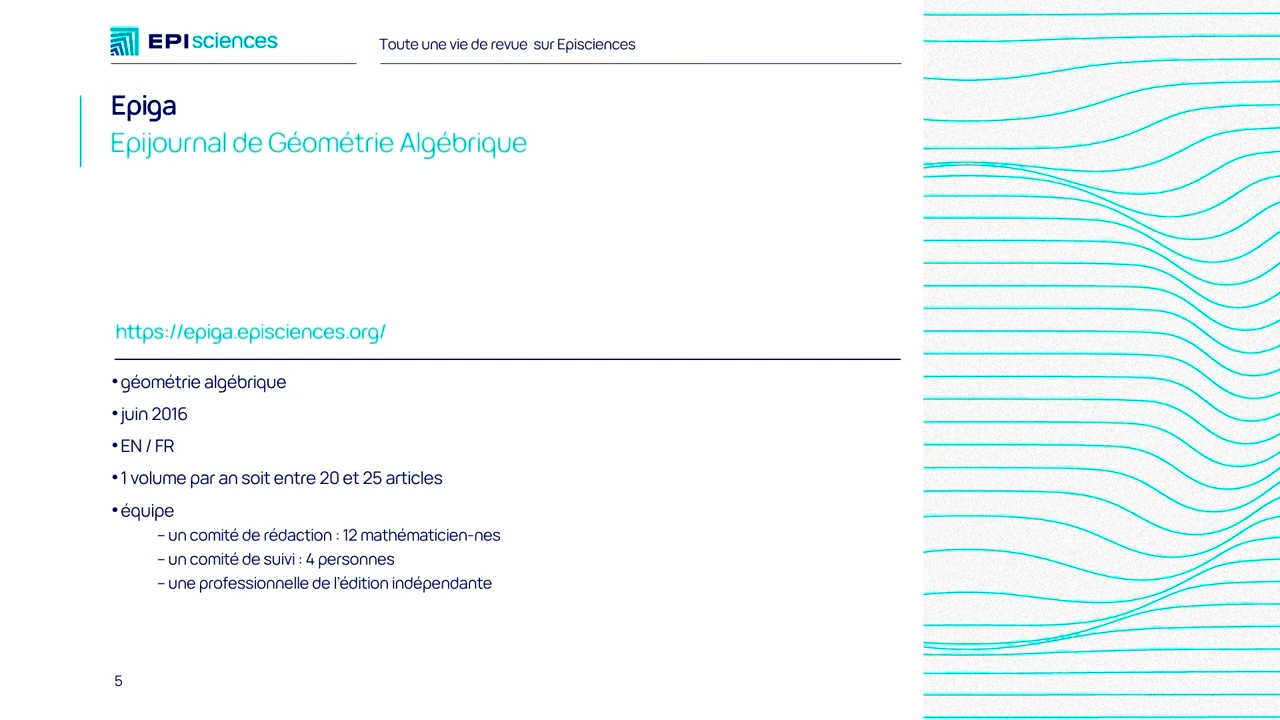 EPIsciences
Toute une vie de revue sur Episciences
Epiga
Epijournal de Géométrie Algébrique
https://epiga.episciences.org/
• géométrie algébrique
• juin 2016
• EN / FR
• 1 volume par an soit entre 20 et 25 articles
• équipe
– un comité de rédaction : 12 mathématicien-nes
– un comité de suivi : 4 personnes
– une professionnelle de l'édition indépendante
5